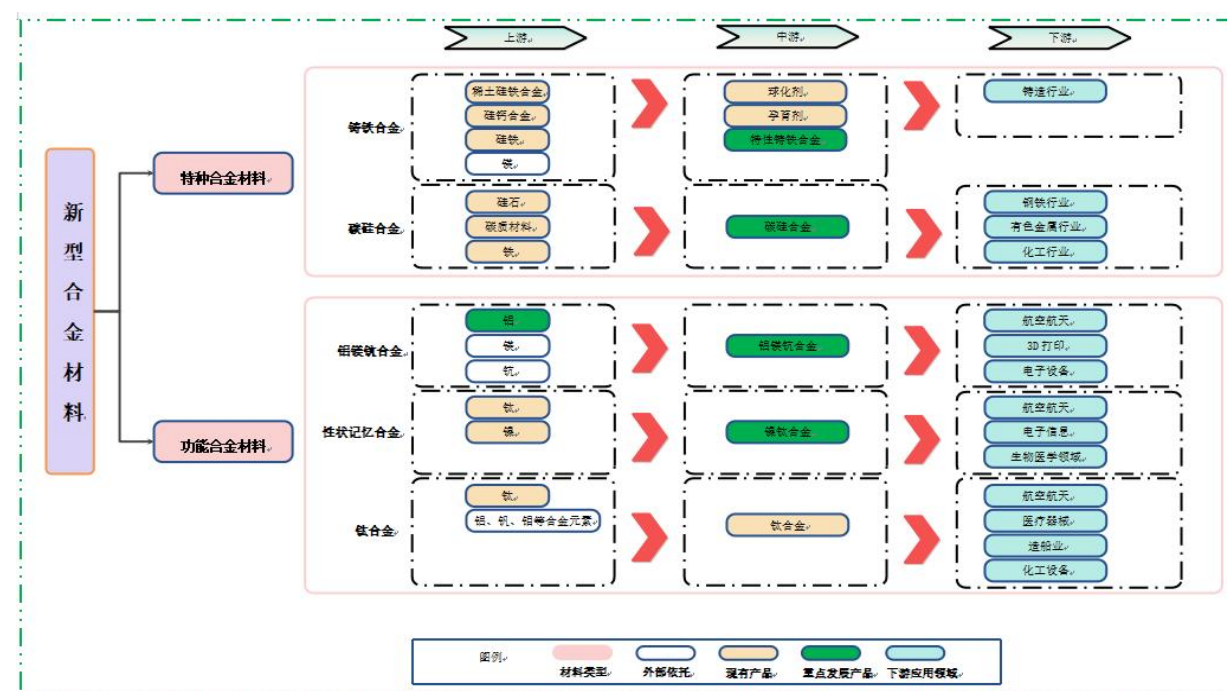 上游
中游
下游
新型合金材料
特种合金材料
铸铁合金
稀土硅铁合金
硅钙合金
硅铁
镁
球化剂
孕育剂
特性铸铁合金
铸造行业
碳硅合金
硅石
碳质材料
铁
碳硅合金
钢铁行业
有色金属行业
化工行业
功能合金材料
铝镁钪合金
铝
镁
钪
铝镁钪合金
航空航天
3D打印
电子设备
性状记忆合金
钛
镍
镍钛合金
航空航天
电子信息
生物医学领域
钛合金
钛
铝、钒、钼等合金元素
钛合金
航空航天
医疗器械
造船业
化工设备
图例
材料类型
外部依托
现有产品
重点发展产品
下游应用领域